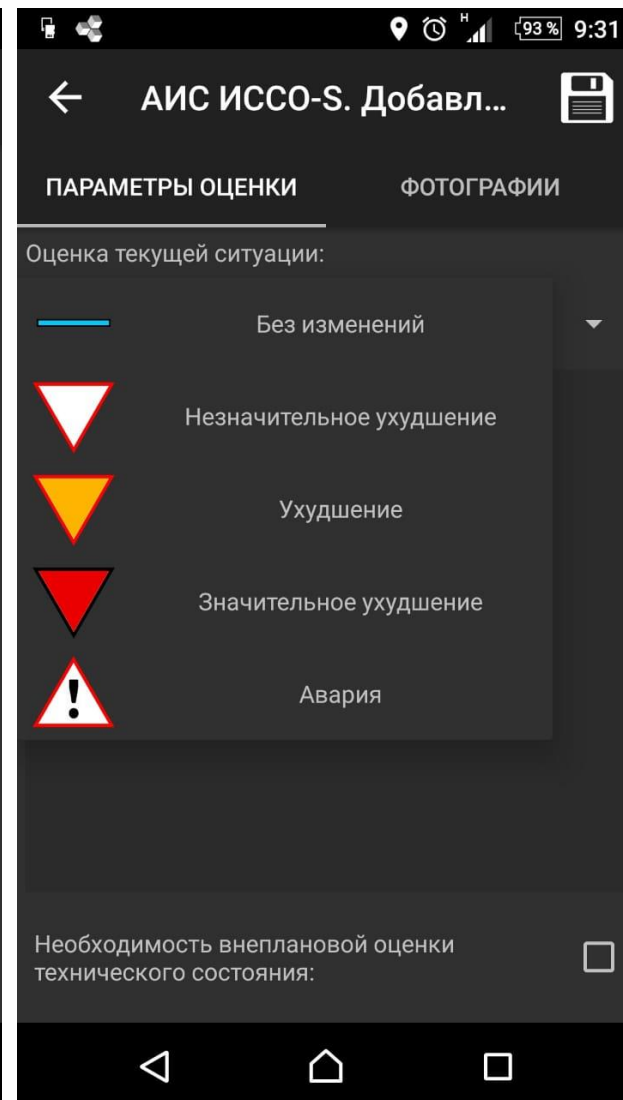 H 93 % 9:31
АИС ИССО-S. Добавл...
ПАРАМЕТРЫ ОЦЕНКИ ФОТОГРАФИИ
Оценка текущей ситуации:
Без изменений
Незначительное ухудшение
Ухудшение
Значительное ухудшение
! Авария
Необходимость внеплановой оценки
технического состояния: